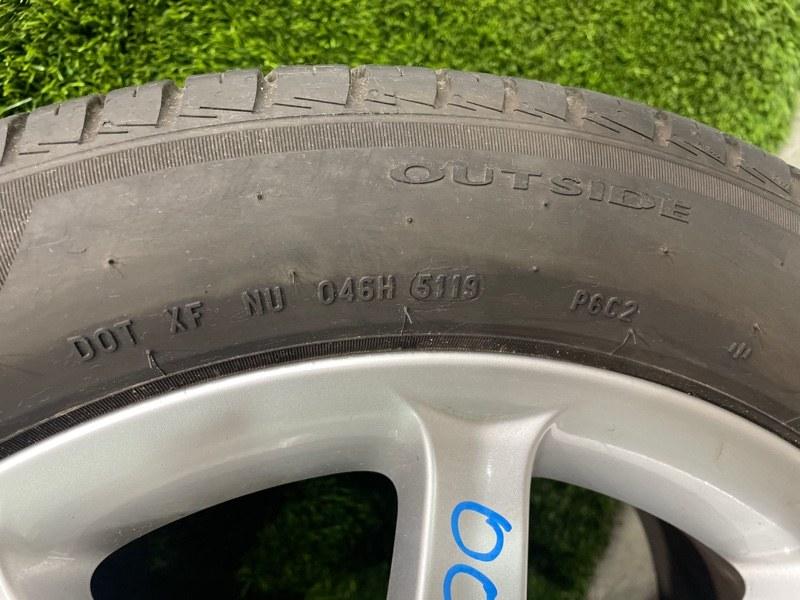 OUTSIDE
DOT XF NU 046H 5119 P6C2